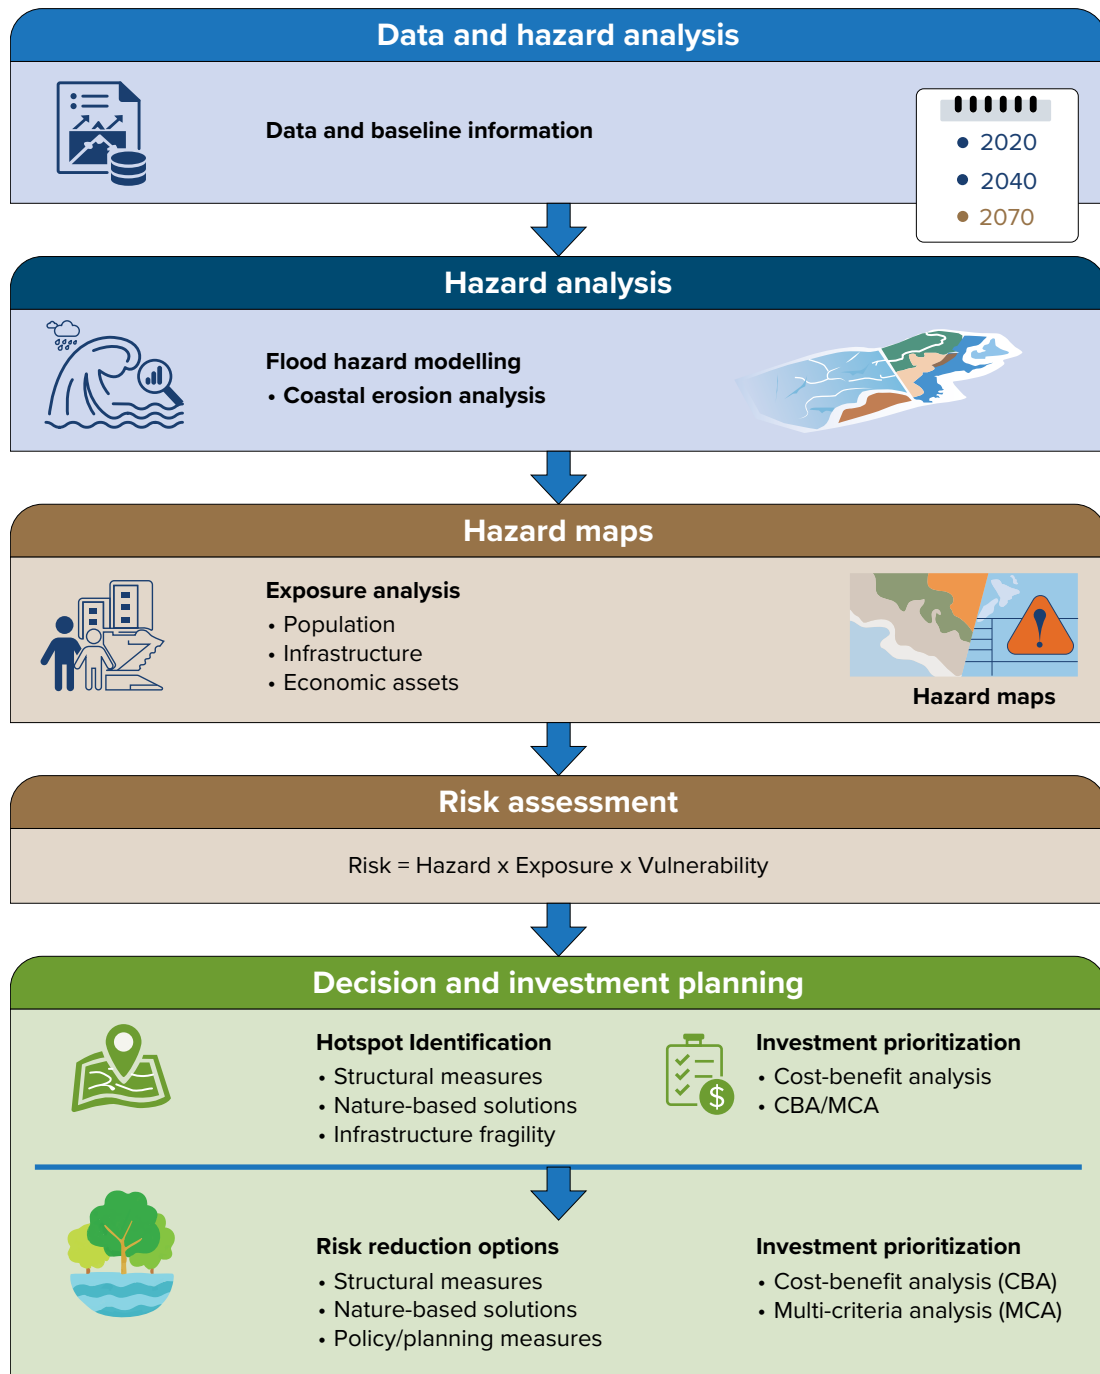 Data and hazard analysis
Data and baseline information
• 2020
• 2040
• 2070
Hazard analysis
Flood hazard modelling
• Coastal erosion analysis
Hazard maps
Exposure analysis
• Population
• Infrastructure
• Economic assets
Hazard maps
Risk assessment
Risk = Hazard x Exposure x Vulnerability
Decision and investment planning
Hotspot Identification
• Structural measures
• Nature-based solutions
• Infrastructure fragility
$
Investment prioritization
• Cost-benefit analysis
• CBA/MCA
Risk reduction options
• Structural measures
• Nature-based solutions
• Policy/planning measures
Investment prioritization
• Cost-benefit analysis (CBA)
• Multi-criteria analysis (MCA)